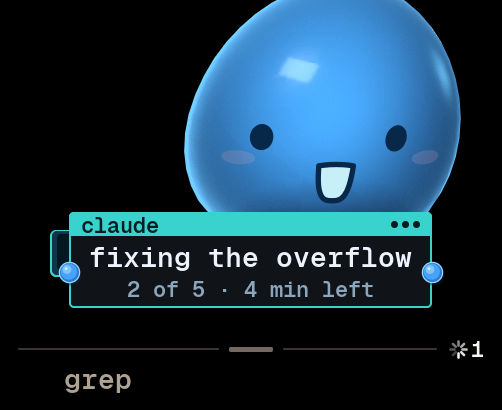 claude
fixing the overflow
2 of 5 · 4 min left
1
grep